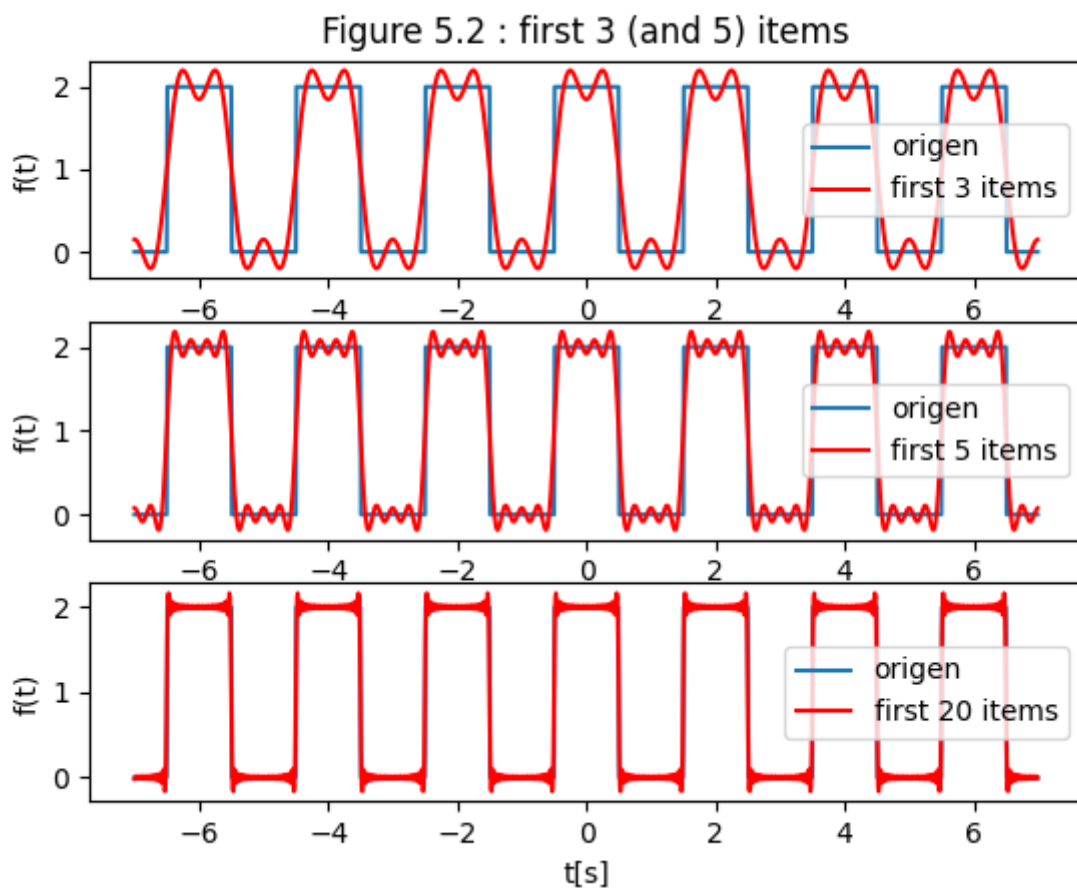 Figure 5.2 : first 3 (and 5) items
2
1
0
f(t)
origen
first 3 items
−6 −4 −2 0 2 4 6
2
1
0
f(t)
origen
first 5 items
−6 −4 −2 0 2 4 6
2
1
0
f(t)
origen
first 20 items
−6 −4 −2 0 2 4 6
t[s]